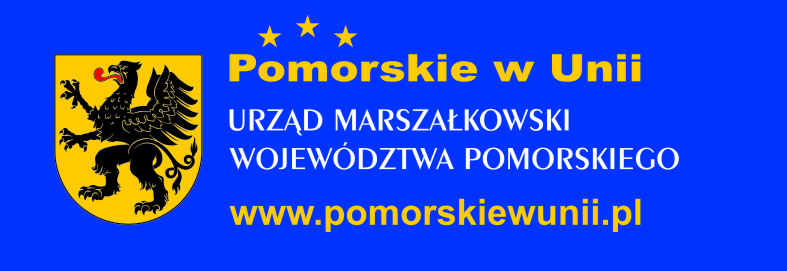 Pomorskie w Unii
URZĄD MARSZAŁKOWSKI
WOJEWÓDZTWA POMORSKIEGO
www.pomorskiewunii.pl